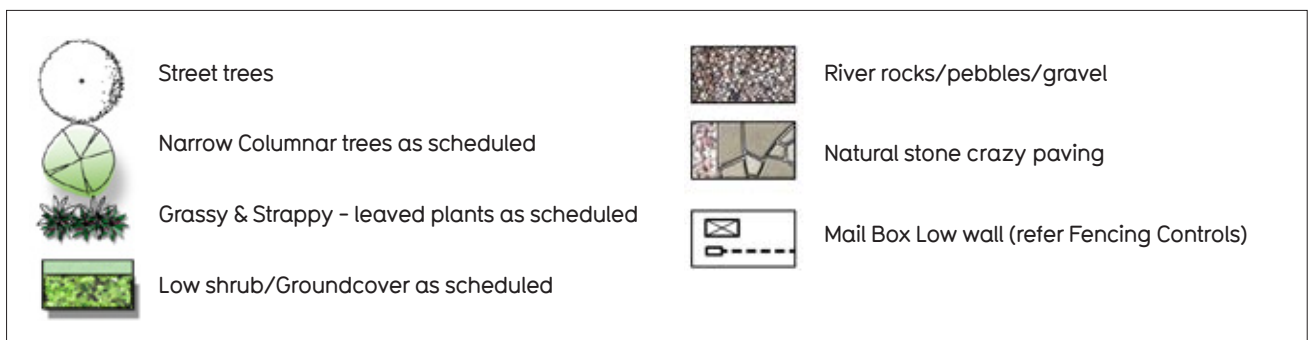 Street trees
Narrow Columnar trees as scheduled
Grassy & Strappy - leaved plants as scheduled
Low shrub/Groundcover as scheduled
River rocks/pebbles/gravel
Natural stone crazy paving
Mail Box Low wall (refer Fencing Controls)